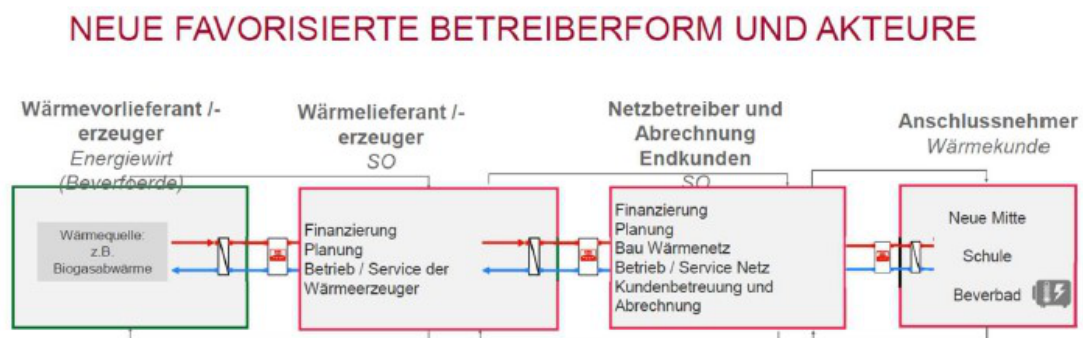 NEUE FAVORISIERTE BETREIBERFORM UND AKTEURE
Wärmevorlieferant /-
erzeuger
Energiewirt
(Beverfoerde)
Wärmequelle:
z.B.
Biogasabwärme
Wärmelieferant /-
erzeuger
SO
Finanzierung
Planung
Betrieb / Service der
Wärmeerzeuger
Netzbetreiber und
Abrechnung
Endkunden
SO
Finanzierung
Planung
Bau Wärmenetz
Betrieb / Service Netz
Kundenbetreuung und
Abrechnung
Anschlussnehmer
Wärmekunde
Neue Mitte
Schule
Beverbad